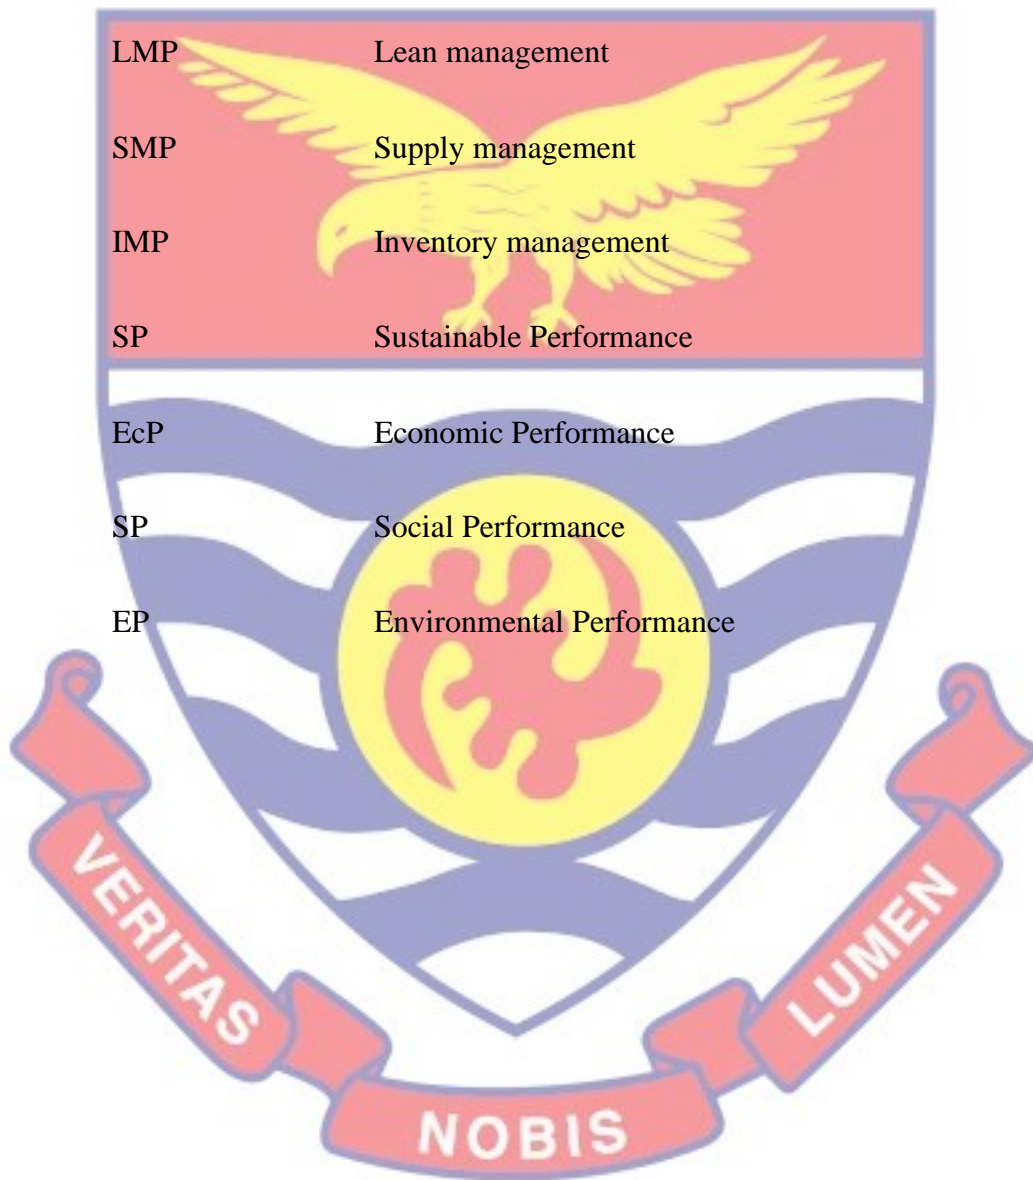 LMP Lean management
SMP Supply management
IMP Inventory management
SP Sustainable Performance
EcP Economic Performance
SP Social Performance
EP Environmental Performance
VERITAS
NOBIS
LUMEN